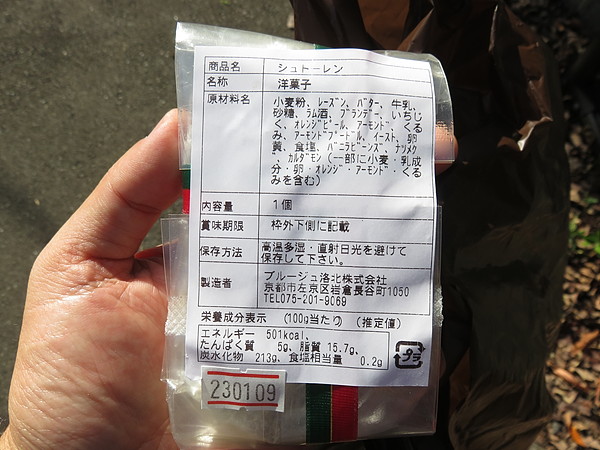 商品名 シュトーレン
名称 洋菓子
原材料名 小麦粉、レーズン、バター、牛乳、
砂糖、ラム酒、ブランデー、いちじ
く、オレンジピール、アーモンド、くる
み、アーモンドプードル、イースト、卵
黄、食塩、バニラビーンズ、ナツメグ
、カルダモン(一部に小麦・乳成
分・卵・オレンジ・アーモンド・くる
みを含む)
内容量 1個
賞味期限 枠外下側に記載
保存方法 高温多湿・直射日光を避けて
保存して下さい。
製造者 ブルージュ洛北株式会社
京都市左京区岩倉長谷町1050
TEL075-201-9069
栄養成分表示 (100g当たり) (推定値)
エネルギー 501kcal、
たんぱく質 5g、脂質 15.7g、
炭水化物 213g、食塩相当量 0.2g
プラ
230109